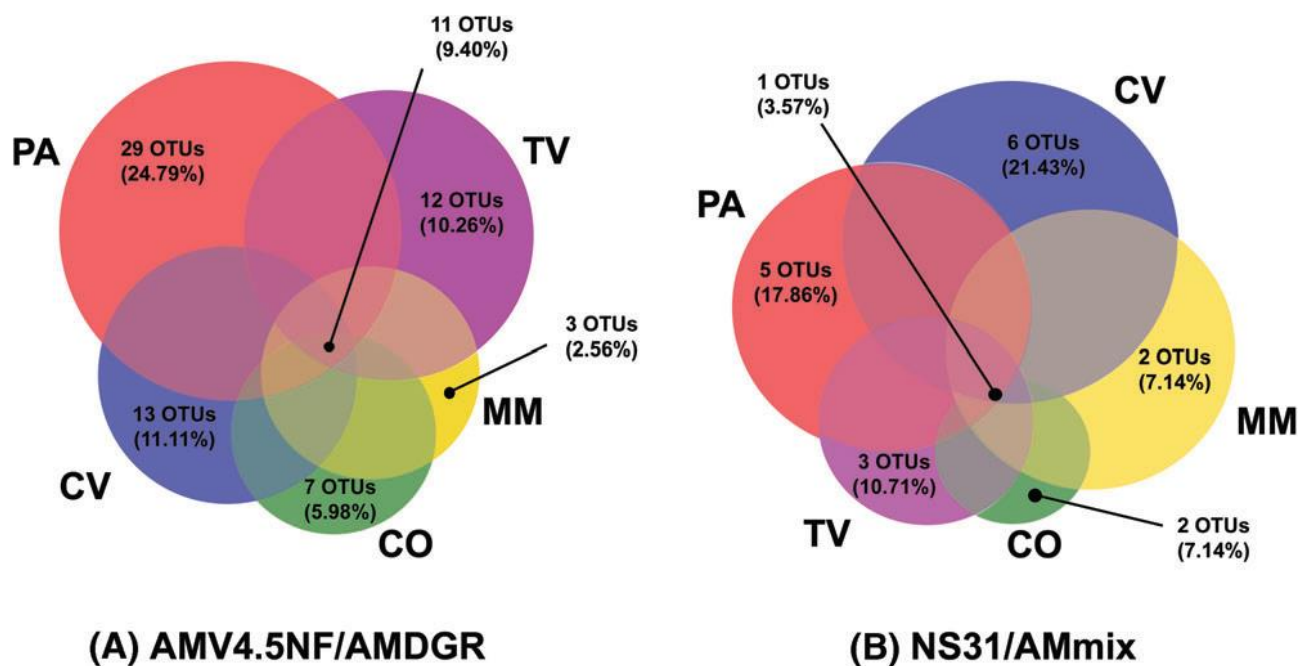 11 OTUs
(9.40%)
PA
29 OTUs
(24.79%)
TV
12 OTUs
(10.26%)
3 OTUs
(2.56%)
MM
13 OTUs
(11.11%)
CV
7 OTUs
(5.98%)
CO
(A) AMV4.5NF/AMDGR
1 OTUs
(3.57%)
CV
6 OTUs
(21.43%)
PA
5 OTUs
(17.86%)
2 OTUs
(7.14%)
MM
3 OTUs
(10.71%)
TV
CO
2 OTUs
(7.14%)
(B) NS31/AMmix